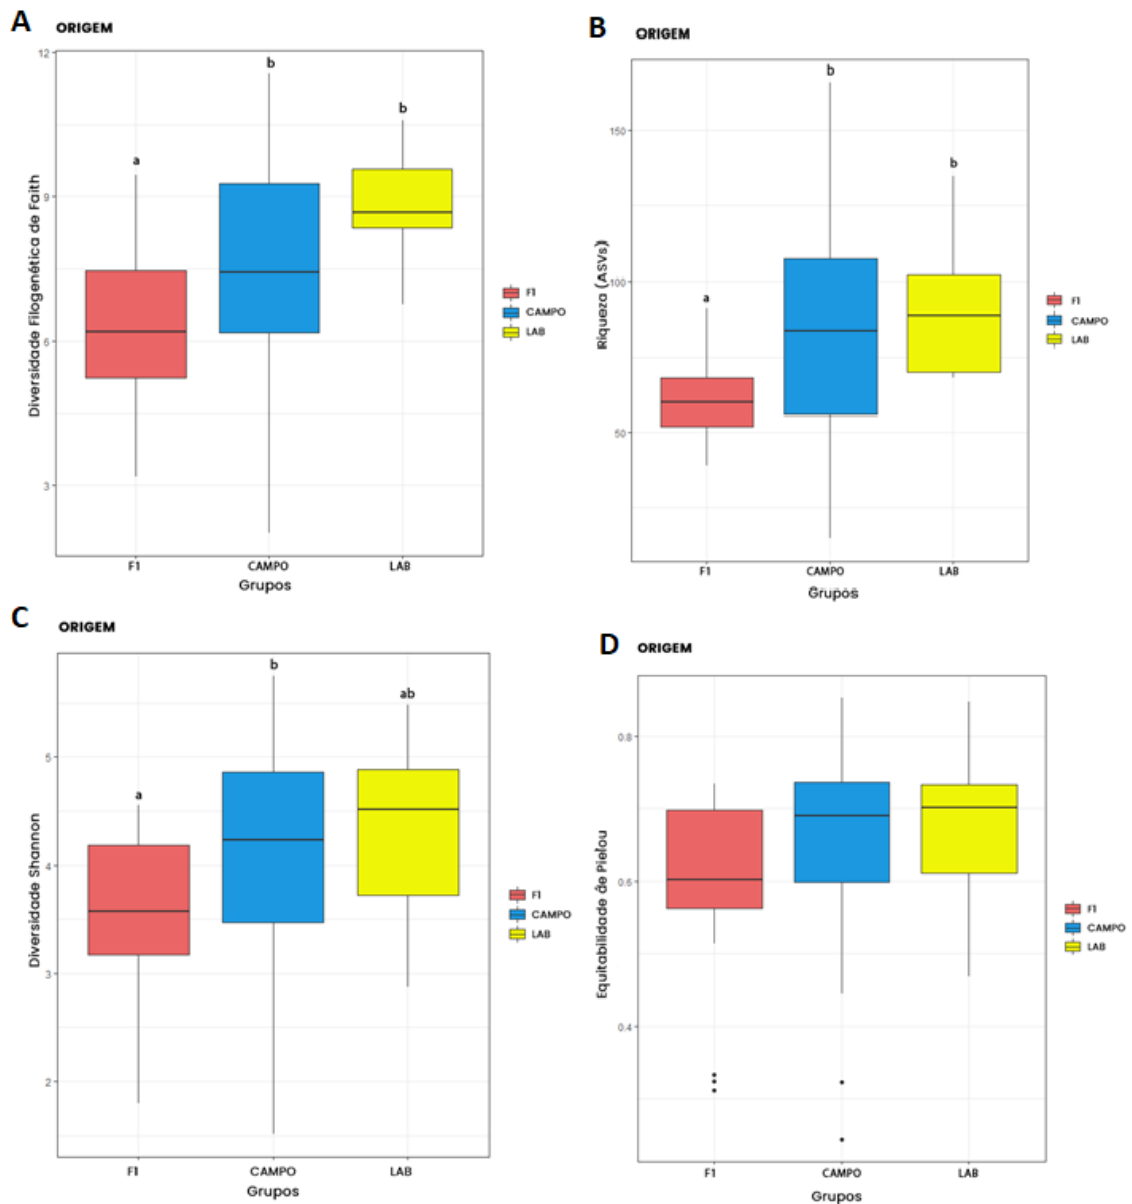 A
ORIGEM
12
9
6
3
Diversidade Filogenética de Faith
a
b
b
F1
CAMPO
LAB
Grupos
F1
CAMPO
LAB
B
ORIGEM
150
100
50
Riqueza (ASVs)
a
b
b
F1
CAMPO
LAB
Grupos
F1
CAMPO
LAB
C
ORIGEM
5
4
3
2
Diversidade Shannon
a
b
ab
F1
CAMPO
LAB
Grupos
F1
CAMPO
LAB
D
ORIGEM
0.8
0.6
0.4
Equitabilidade de Pielou
F1
CAMPO
LAB
Grupos
F1
CAMPO
LAB